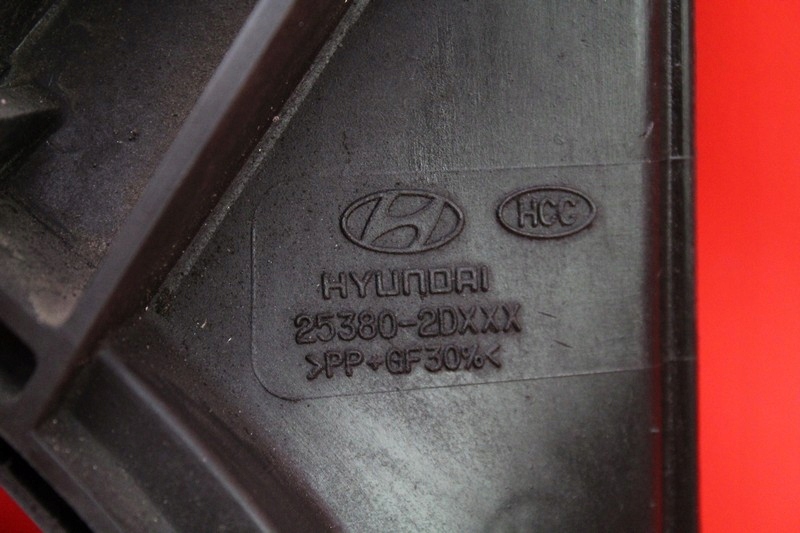 HCC
HYUNDAI
25380-2DXXX
>PP+GF30%<